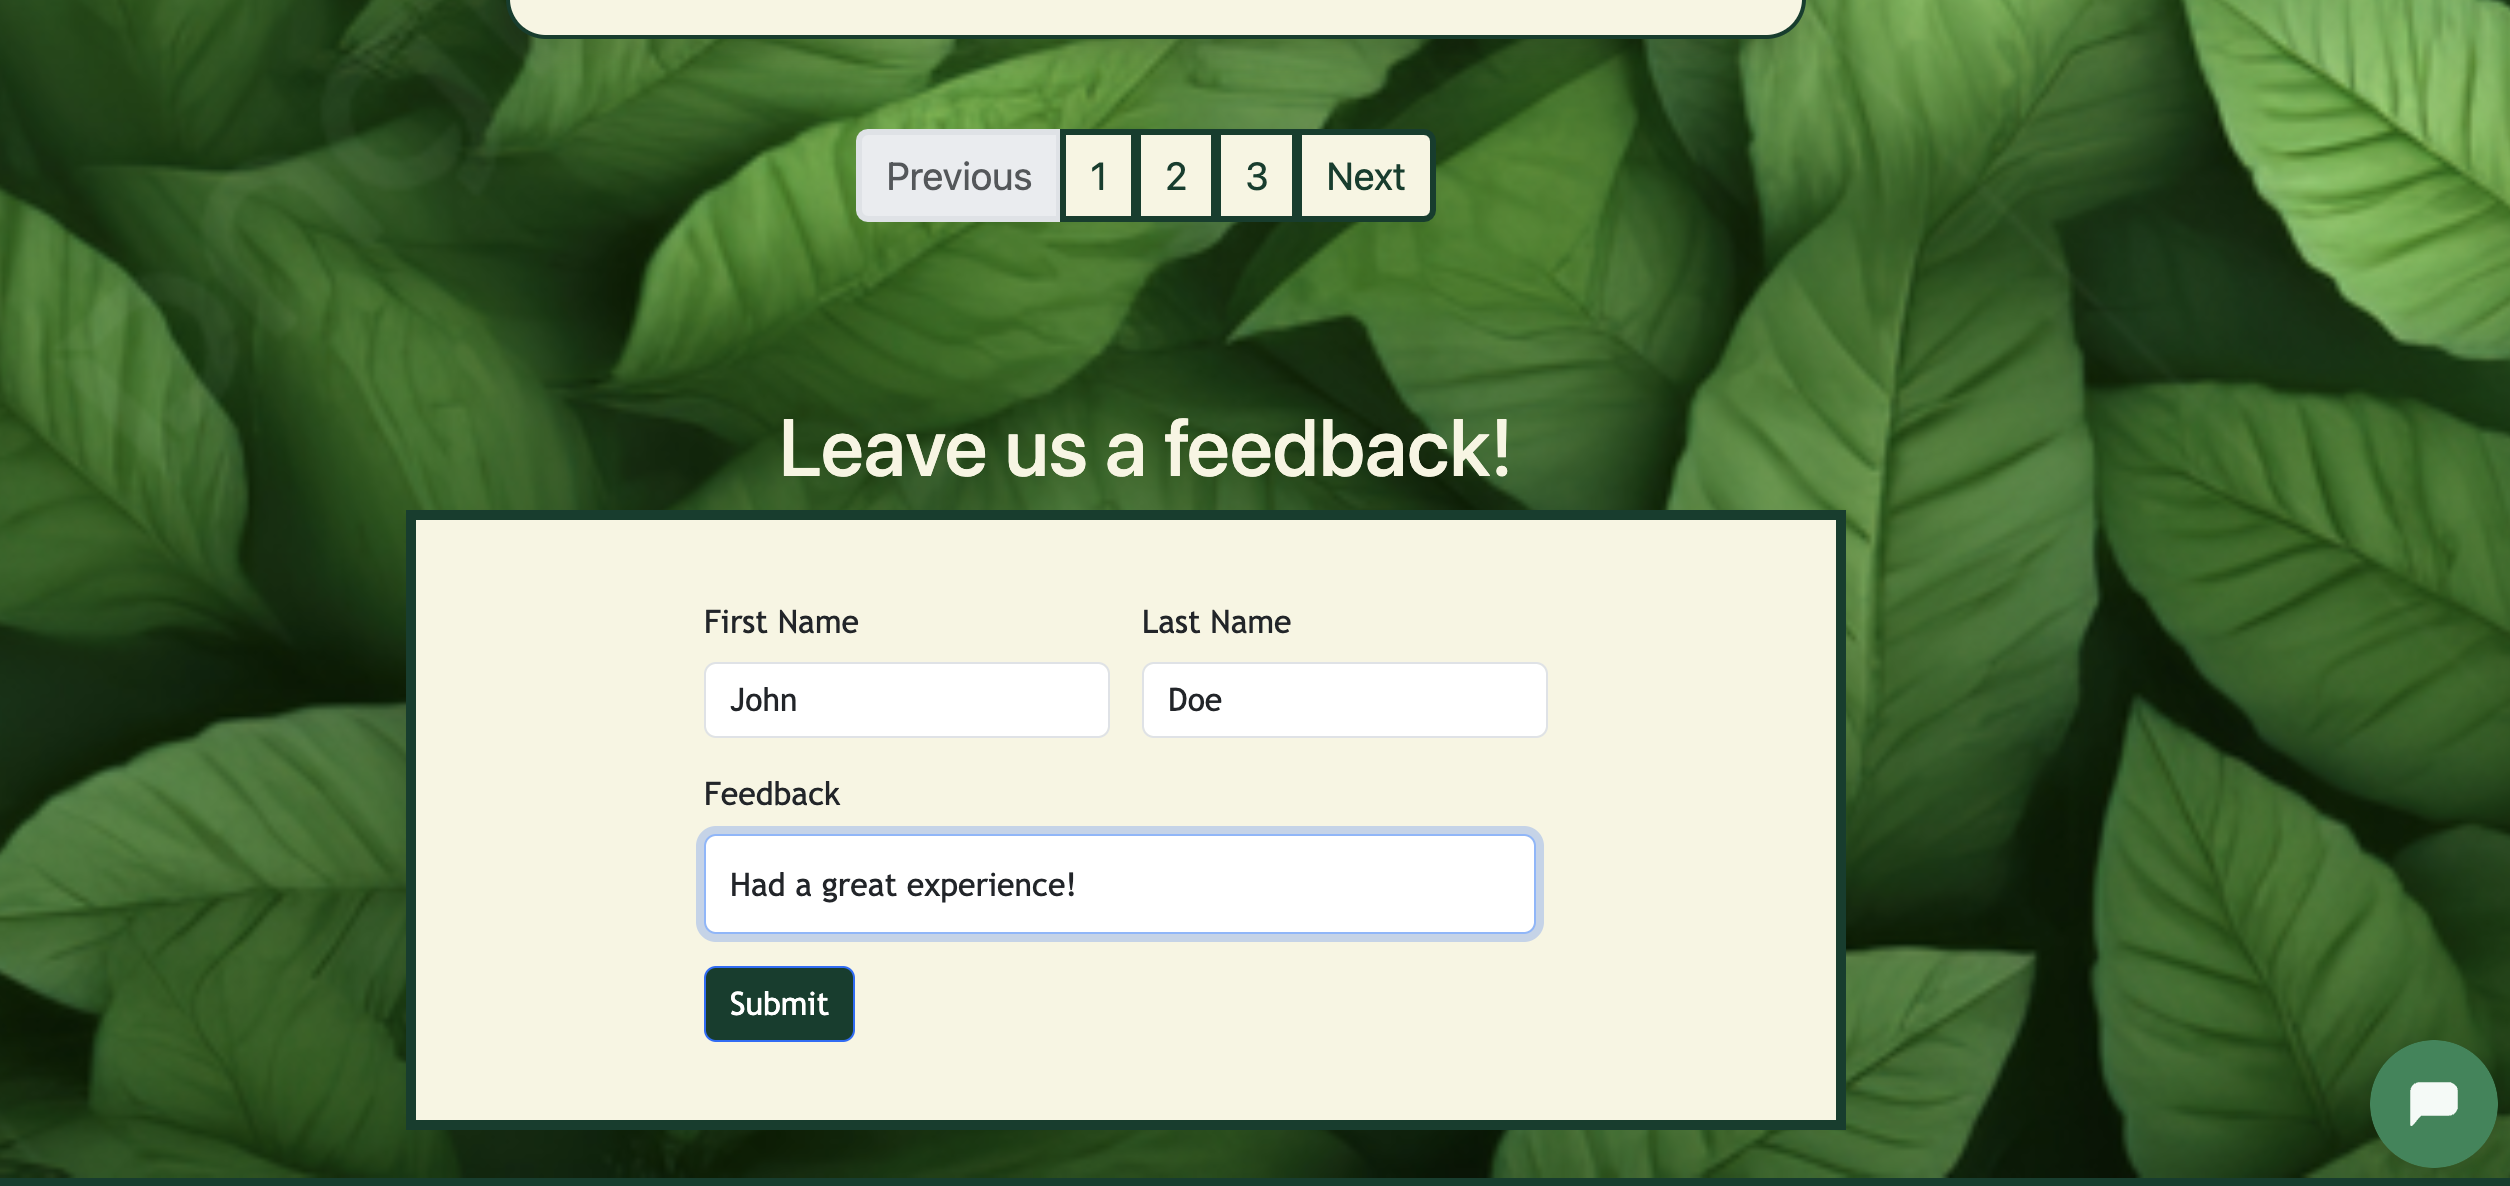 Previous 1 2 3 Next
Leave us a feedback!
First Name Last Name
John Doe
Feedback
Had a great experience!
Submit